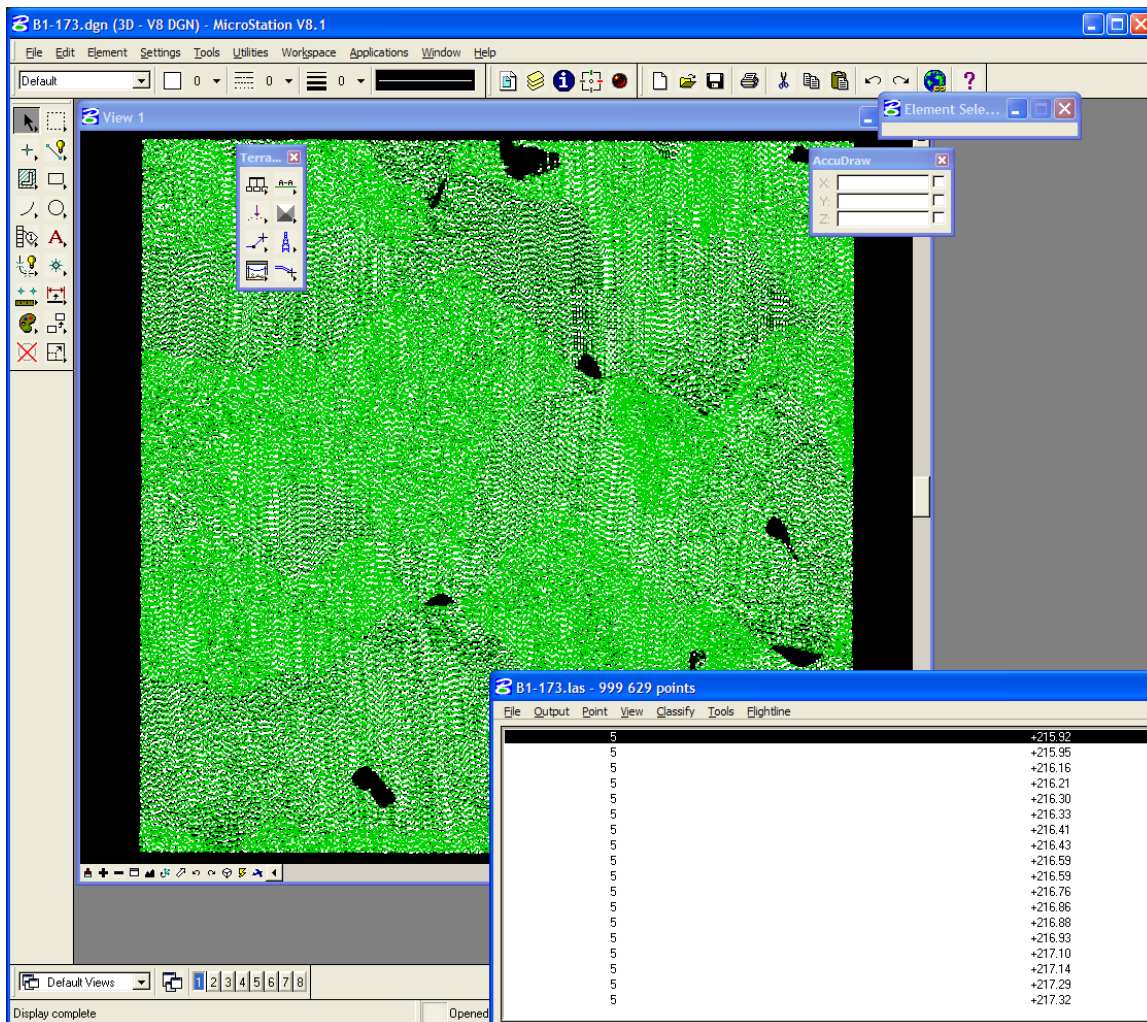 B1-173.dgn (3D - V8 DGN) - MicroStation V8.1
File Edit Element Settings Tools Utilities Workspace Applications Window Help
Default 0 0 0
View 1
Element Sele...
Terra...
A-A
AccuDraw
X:
Y:
Z:
B1-173.las - 999 629 points
File Output Point View Classify Tools Flightline
5 +215.92
5 +215.95
5 +216.16
5 +216.21
5 +216.30
5 +216.33
5 +216.41
5 +216.43
5 +216.59
5 +216.59
5 +216.76
5 +216.86
5 +216.88
5 +216.93
5 +217.10
5 +217.14
5 +217.29
5 +217.32
Default Views 1 2 3 4 5 6 7 8
Display complete Opened